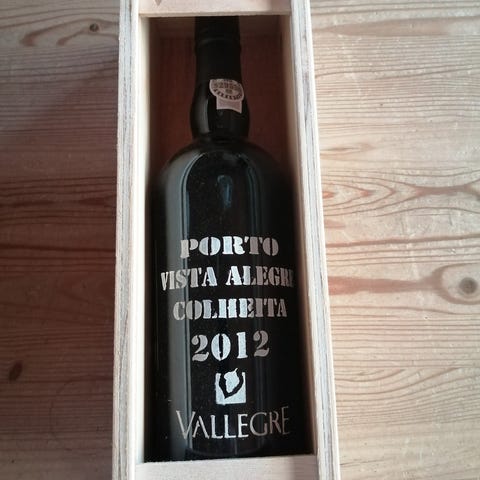 PORTO
VISTA ALEGRE
COLHEITA
2012
VALLEGRE